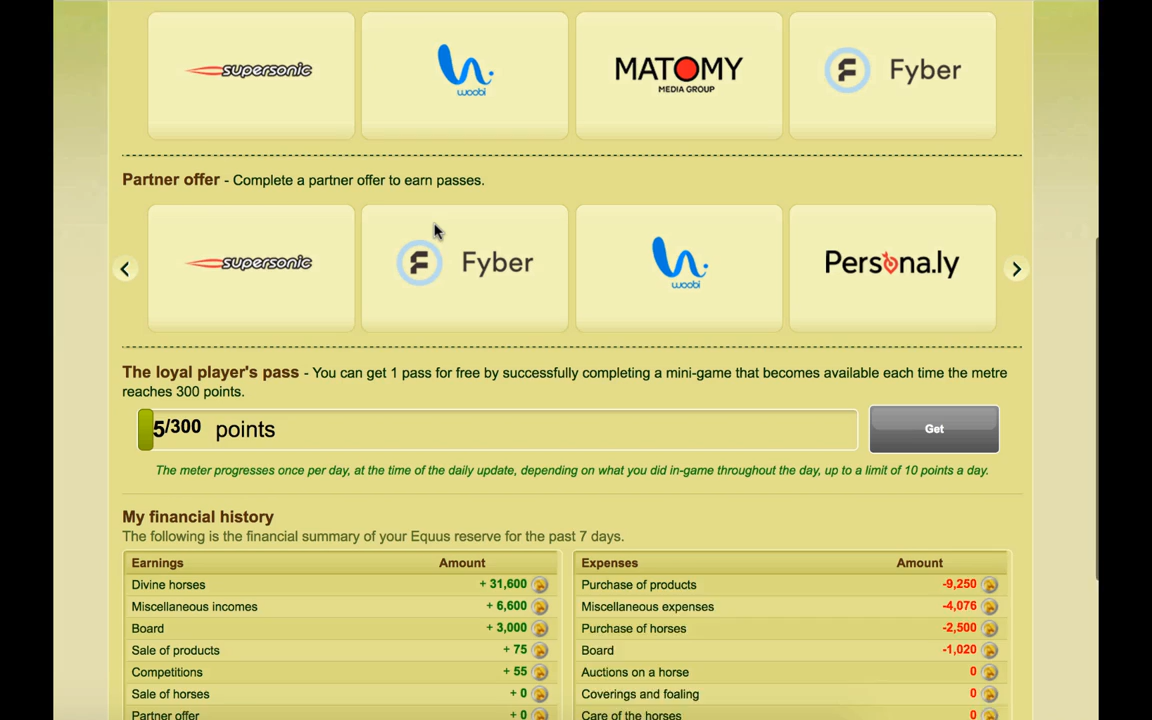 supersonic
woobi
MATOMY
MEDIA GROUP
F Fyber
Partner offer - Complete a partner offer to earn passes.
supersonic
F Fyber
woobi
Persona.ly
The loyal player's pass - You can get 1 pass for free by successfully completing a mini-game that becomes available each time the metre
reaches 300 points.
5/300 points
Get
The meter progresses once per day, at the time of the daily update, depending on what you did in-game throughout the day, up to a limit of 10 points a day.
My financial history
The following is the financial summary of your Equus reserve for the past 7 days.
Earnings Amount Expenses Amount
Divine horses + 31,600 Purchase of products -9,250
Miscellaneous incomes + 6,600 Miscellaneous expenses -4,076
Board + 3,000 Purchase of horses -2,500
Sale of products + 75 Board -1,020
Competitions + 55 Auctions on a horse 0
Sale of horses + 0 Coverings and foaling 0
Partner offer + 0 Care of the horses 0